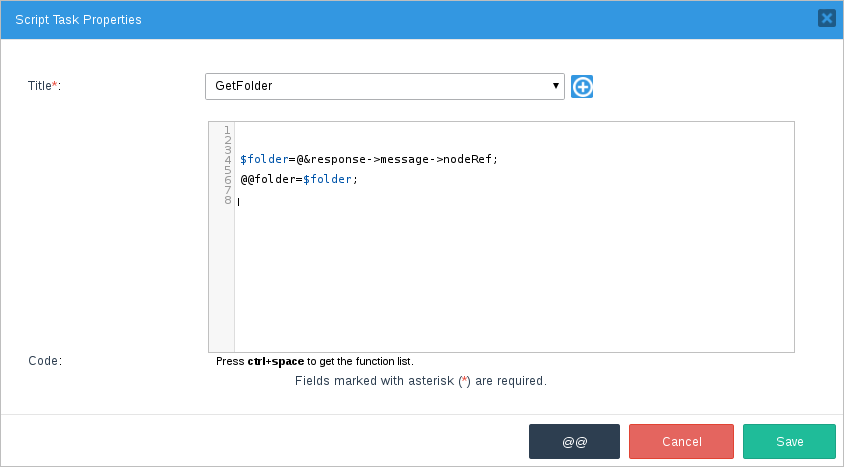 Script Task Properties
Title*:
GetFolder
1
2
3
4 $folder=@&response->message->nodeRef;
5
6 @@folder=$folder;
7
8
Code:
Press ctrl+space to get the function list.
Fields marked with asterisk (*) are required.
@@
Cancel
Save